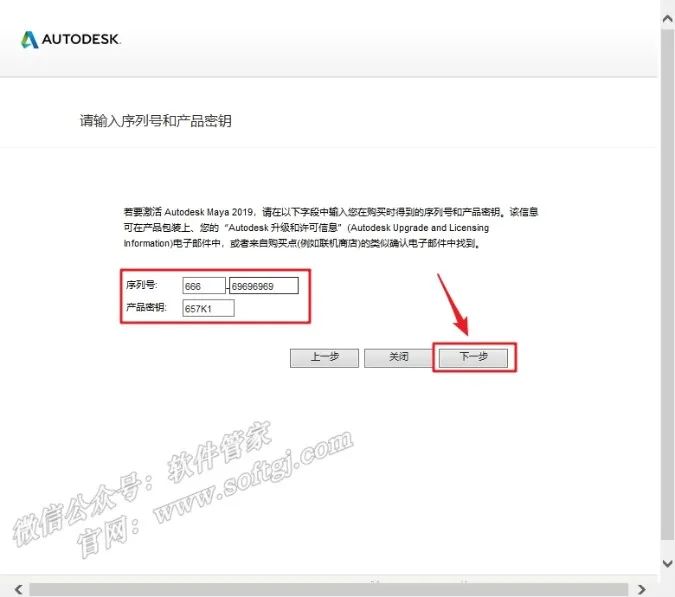 AUTODESK.
请输入序列号和产品密钥
若要激活 Autodesk Maya 2019，请在以下字段中输入您在购买时得到的序列号和产品密钥。该信息
可在产品包装上、您的“Autodesk 升级和许可信息”(Autodesk Upgrade and Licensing
Information)电子邮件中，或者来自购买点(例如联机商店)的类似确认电子邮件中找到。
序列号: 666 - 69696969
产品密钥: 657K1
上一步 关闭 下一步
微信公众号：软件管家
官网：www.softgj.com